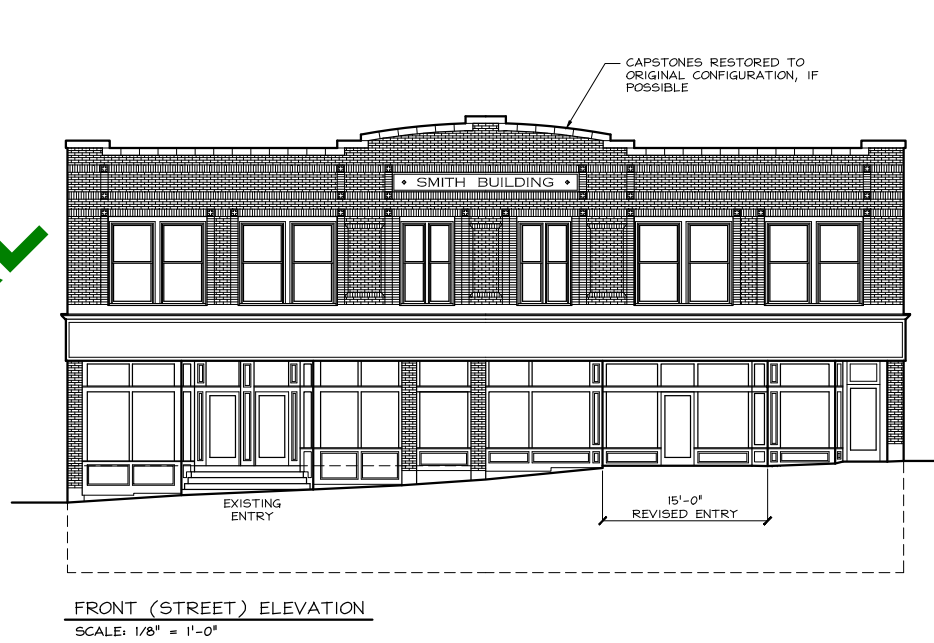 CAPSTONES RESTORED TO
ORIGINAL CONFIGURATION, IF
POSSIBLE
SMITH BUILDING
EXISTING
ENTRY
15'-0"
REVISED ENTRY
FRONT (STREET) ELEVATION
SCALE: 1/8" = 1'-0"